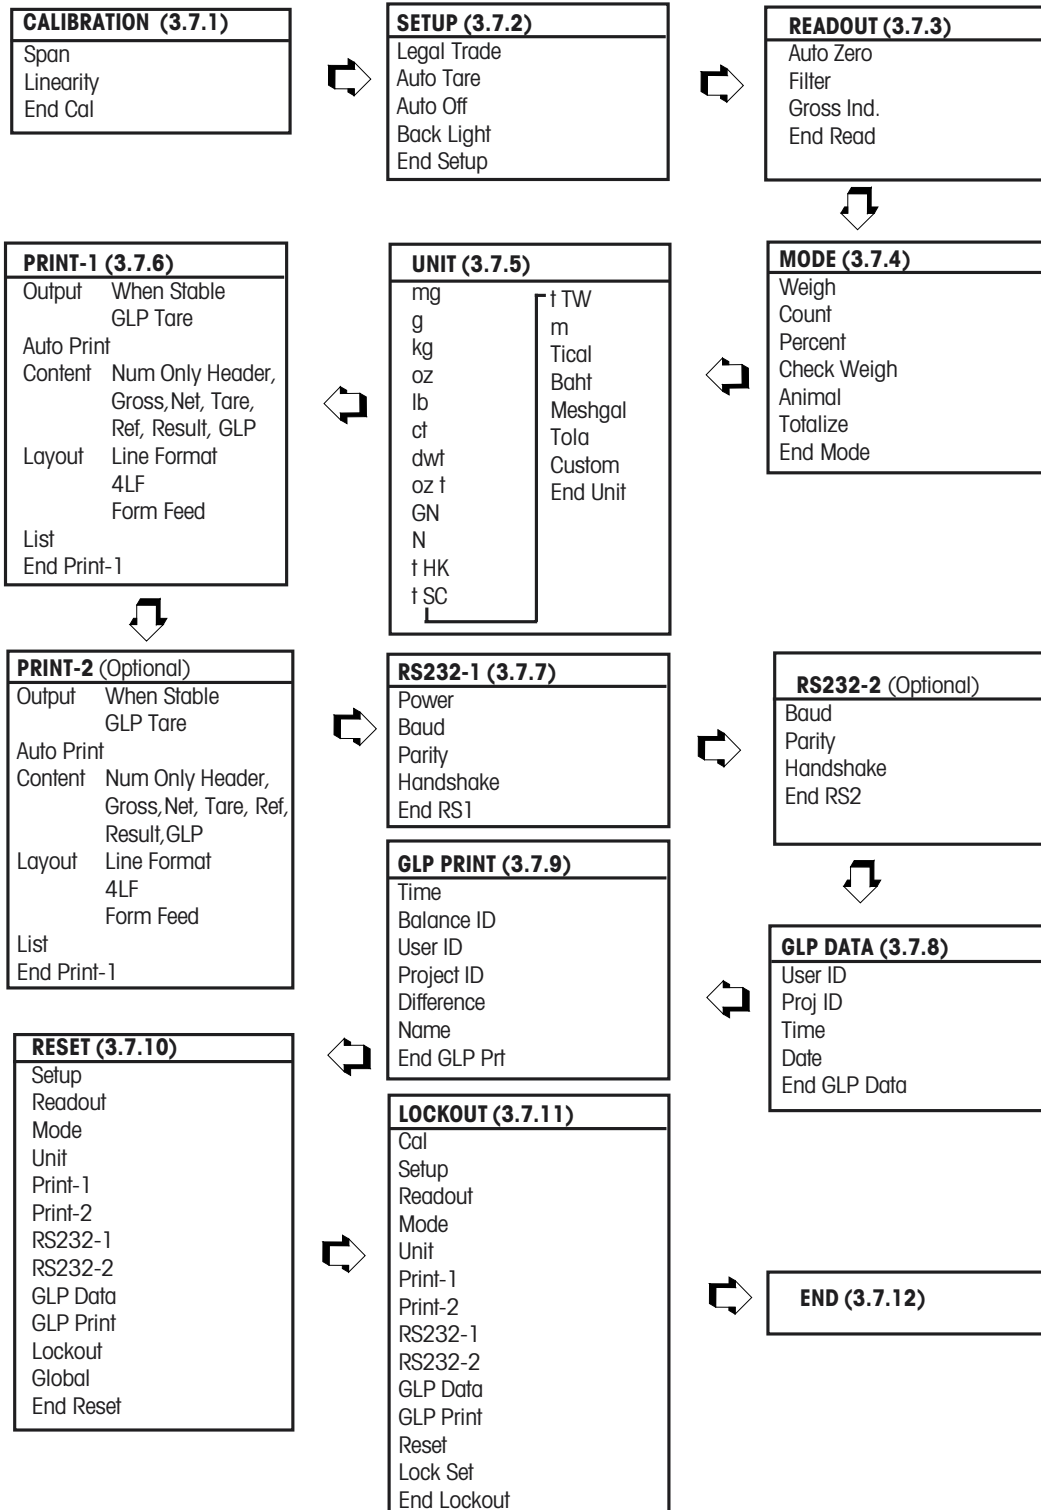 CALIBRATION (3.7.1)
Span
Linearity
End Cal
SETUP (3.7.2)
Legal Trade
Auto Tare
Auto Off
Back Light
End Setup
READOUT (3.7.3)
Auto Zero
Filter
Gross Ind.
End Read
MODE (3.7.4)
Weigh
Count
Percent
Check Weigh
Animal
Totalize
End Mode
UNIT (3.7.5)
mg
g
kg
oz
lb
ct
dwt
oz t
GN
N
t HK
t SC
t TW
m
Tical
Baht
Meshgal
Tola
Custom
End Unit
PRINT-1 (3.7.6)
Output When Stable
GLP Tare
Auto Print
Content Num Only Header,
Gross,Net, Tare,
Ref, Result, GLP
Layout Line Format
4LF
Form Feed
List
End Print-1
PRINT-2 (Optional)
Output When Stable
GLP Tare
Auto Print
Content Num Only Header,
Gross,Net, Tare, Ref,
Result,GLP
Layout Line Format
4LF
Form Feed
List
End Print-1
RS232-1 (3.7.7)
Power
Baud
Parity
Handshake
End RS1
RS232-2 (Optional)
Baud
Parity
Handshake
End RS2
GLP DATA (3.7.8)
User ID
Proj ID
Time
Date
End GLP Data
GLP PRINT (3.7.9)
Time
Balance ID
User ID
Project ID
Difference
Name
End GLP Prt
RESET (3.7.10)
Setup
Readout
Mode
Unit
Print-1
Print-2
RS232-1
RS232-2
GLP Data
GLP Print
Lockout
Global
End Reset
LOCKOUT (3.7.11)
Cal
Setup
Readout
Mode
Unit
Print-1
Print-2
RS232-1
RS232-2
GLP Data
GLP Print
Reset
Lock Set
End Lockout
END (3.7.12)